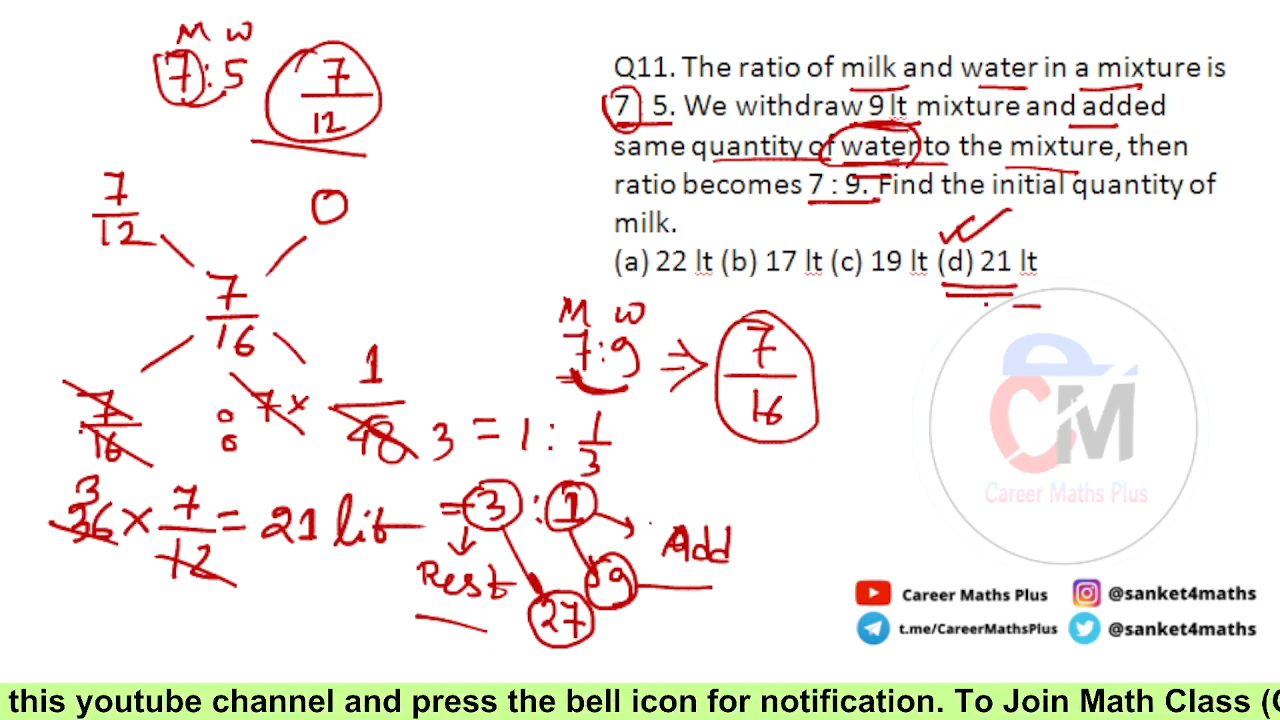 M W
7 : 5
7
12
Q11. The ratio of milk and water in a mixture is
7 : 5. We withdraw 9 lt mixture and added
same quantity of water to the mixture, then
ratio becomes 7 : 9. Find the initial quantity of
milk.
(a) 22 lt (b) 17 lt (c) 19 lt (d) 21 lt
7
12
0
7
16
M W
7 : 9 ⇒ 7
16
7
16
:
7 × 1
48 3 = 1 : 1
3
= 3 : 1
3
36 × 7
12
= 21 lit
Rest
Add
27
9
CM
Career Maths Plus
Career Maths Plus
@sanket4maths
t.me/CareerMathsPlus
@sanket4maths
this youtube channel and press the bell icon for notification. To Join Math Class (